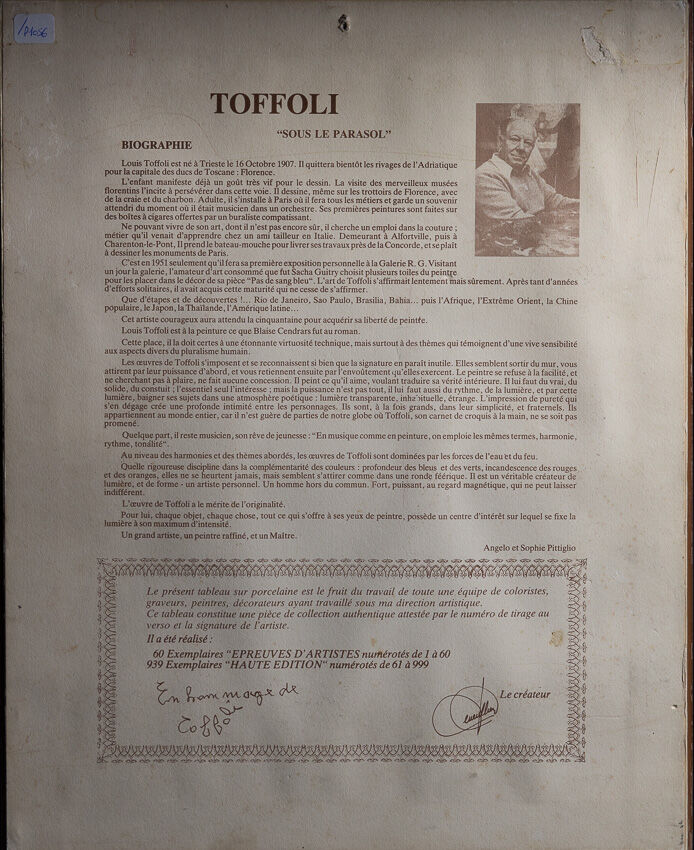 TOFFOLI
"SOUS LE PARASOL"
BIOGRAPHIE
Louis Toffoli est né à Trieste le 16 Octobre 1907. Il quittera bientôt les rivages de l'Adriatique
pour la capitale des ducs de Toscane : Florence.
L'enfant manifeste déjà un goût très vif pour le dessin. La visite des merveilleux musées
florentins l'incite à persévérer dans cette voie. Il dessine, même sur les trottoirs de Florence, avec
de la craie et du charbon. Adulte, il s'installe à Paris où il fera tous les métiers et garde un souvenir
attendri du moment où il était musicien dans un orchestre. Ses premières peintures sont faites sur
des boîtes à cigares offertes par un buraliste compatissant.
Ne pouvant vivre de son art, dont il n'est pas encore sûr, il cherche un emploi dans la couture ;
métier qu'il venait d'apprendre chez un ami tailleur en Italie. Demeurant à Alfortville, puis à
Charenton-le-Pont, Il prend le bateau-mouche pour livrer ses travaux près de la Concorde, et se plaît
à dessiner les monuments de Paris.
C'est en 1951 seulement qu'il fera sa première exposition personnelle à la Galerie R. G. Visitant
un jour la galerie, l'amateur d'art consommé que fut Sacha Guitry choisit plusieurs toiles du peintre
pour les placer dans le décor de sa pièce "Pas de sang bleu". L'art de Toffoli s'affirmait lentement mais sûrement. Après tant d'années
d'efforts solitaires, il avait acquis cette maturité qui ne cesse de s'affirmer.
Que d'étapes et de découvertes !... Rio de Janeiro, Sao Paulo, Brasilia, Bahia... puis l'Afrique, l'Extrême Orient, la Chine
populaire, le Japon, la Thaïlande, l'Amérique latine...
Cet artiste courageux aura attendu la cinquantaine pour acquérir sa liberté de peintre.
Louis Toffoli est à la peinture ce que Blaise Cendrars fut au roman.
Cette place, il la doit certes à une étonnante virtuosité technique, mais surtout à des thèmes qui témoignent d'une vive sensibilité
aux aspects divers du pluralisme humain.
Les œuvres de Toffoli s'imposent et se reconnaissent si bien que la signature en paraît inutile. Elles semblent sortir du mur, vous
attirent par leur puissance d'abord, et vous retiennent ensuite par l'envoûtement qu'elles exercent. Le peintre se refuse à la facilité, et
ne cherchant pas à plaire, ne fait aucune concession. Il peint ce qu'il aime, voulant traduire sa vérité intérieure. Il lui faut du vrai, du
solide, du construit ; l'essentiel seul l'intéresse ; mais la puissance n'est pas tout, il lui faut aussi du rythme, de la lumière, et par cette
lumière, baigner ses sujets dans une atmosphère poétique : lumière transparente, inhabituelle, étrange. L'impression de pureté qui
s'en dégage crée une profonde intimité entre les personnages. Ils sont, à la fois grands, dans leur simplicité, et fraternels. Ils
appartiennent au monde entier, car il n'est guère de parties de notre globe où Toffoli, son carnet de croquis à la main, ne se soit pas
promené.
Quelque part, il reste musicien, son rêve de jeunesse : "En musique comme en peinture, on emploie les mêmes termes, harmonie,
rythme, tonalité".
Au niveau des harmonies et des thèmes abordés, les œuvres de Toffoli sont dominées par les forces de l'eau et du feu.
Quelle rigoureuse discipline dans la complémentarité des couleurs : profondeur des bleus et des verts, incandescence des rouges
et des oranges, elles ne se heurtent jamais, mais semblent s'attirer comme dans une ronde féérique. Il est un véritable créateur de
lumière, et de forme - un artiste personnel. Un homme hors du commun. Fort, puissant, au regard magnétique, qui ne peut laisser
indifférent.
L'œuvre de Toffoli a le mérite de l'originalité.
Pour lui, chaque objet, chaque chose, tout ce qui s'offre à ses yeux de peintre, possède un centre d'intérêt sur lequel se fixe la
lumière à son maximum d'intensité.
Un grand artiste, un peintre raffiné, et un Maître.
Angelo et Sophie Pittiglio
Le présent tableau sur porcelaine est le fruit du travail de toute une équipe de coloristes,
graveurs, peintres, décorateurs ayant travaillé sous ma direction artistique.
Ce tableau constitue une pièce de collection authentique attestée par le numéro de tirage au
verso et la signature de l'artiste.
Il a été réalisé :
60 Exemplaires "EPREUVES D'ARTISTES numérotés de 1 à 60
939 Exemplaires "HAUTE EDITION" numérotés de 61 à 999
En hommage de
Toffoli
Le créateur